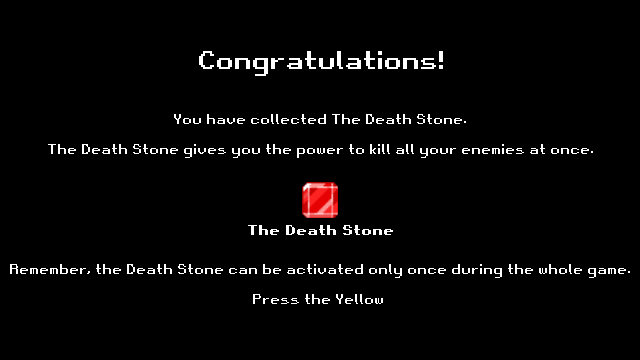 Congratulations!
You have collected The Death Stone.
The Death Stone gives you the power to kill all your enemies at once.
The Death Stone
Remember, the Death Stone can be activated only once during the whole game.
Press the Yellow